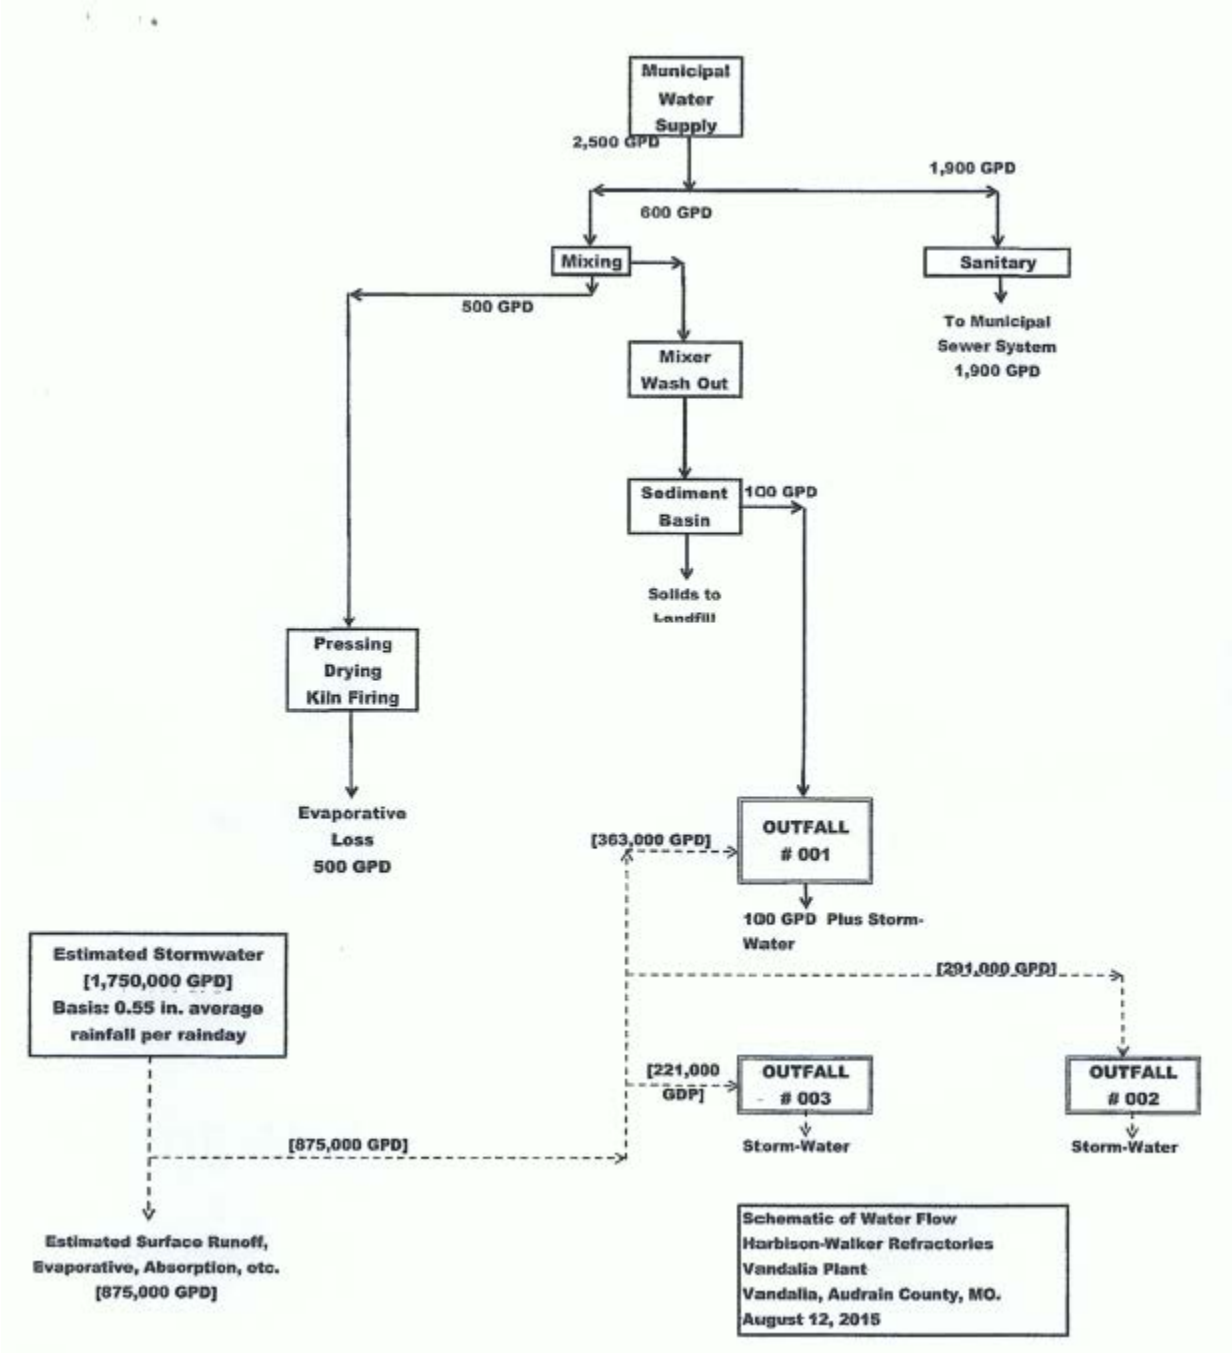 Municipal
Water
Supply
2,500 GPD
1,900 GPD
600 GPD
Mixing
Sanitary
500 GPD
To Municipal
Sewer System
1,900 GPD
Mixer
Wash Out
Sediment
Basin
100 GPD
Solids to
Landfill
Pressing
Drying
Kiln Firing
Evaporative
Loss
500 GPD
OUTFALL
# 001
[363,000 GPD]
100 GPD Plus Storm-
Water
Estimated Stormwater
[1,750,000 GPD]
Basis: 0.55 in. average
rainfall per rainday
[291,000 GPD]
[221,000
GDP]
OUTFALL
# 003
Storm-Water
OUTFALL
# 002
Storm-Water
[875,000 GPD]
Estimated Surface Runoff,
Evaporative, Absorption, etc.
[875,000 GPD]
Schematic of Water Flow
Harbison-Walker Refractories
Vandalia Plant
Vandalia, Audrain County, MO.
August 12, 2015